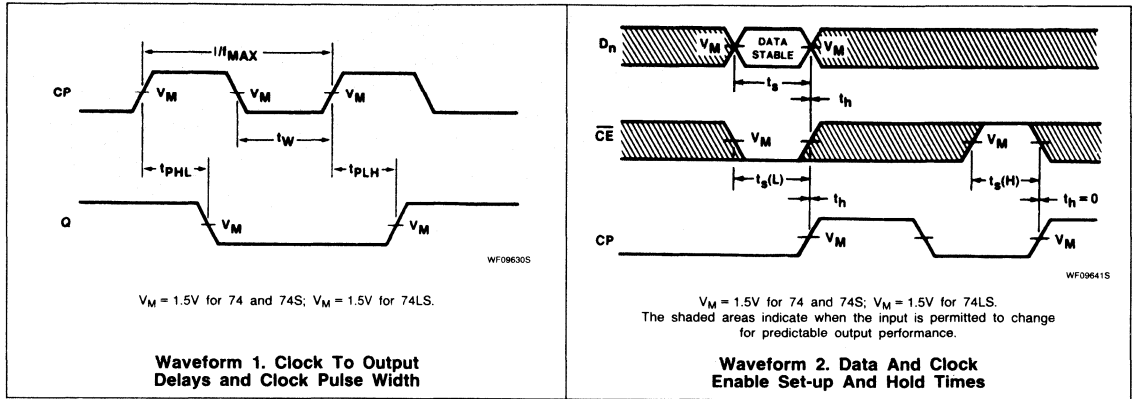 1/fMAX
CP
VM
VM
VM
tW
tPHL
tPLH
Q
VM
VM
WF09630S
VM = 1.5V for 74 and 74S; VM = 1.5V for 74LS.
Waveform 1. Clock To Output
Delays and Clock Pulse Width
Dn
VM
DATA
STABLE
VM
ts
th
CE
VM
VM
ts(L)
ts(H)
th
th = 0
CP
VM
VM
WF09641S
VM = 1.5V for 74 and 74S; VM = 1.5V for 74LS.
The shaded areas indicate when the input is permitted to change
for predictable output performance.
Waveform 2. Data And Clock
Enable Set-up And Hold Times